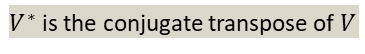 V* is the conjugate transpose of V